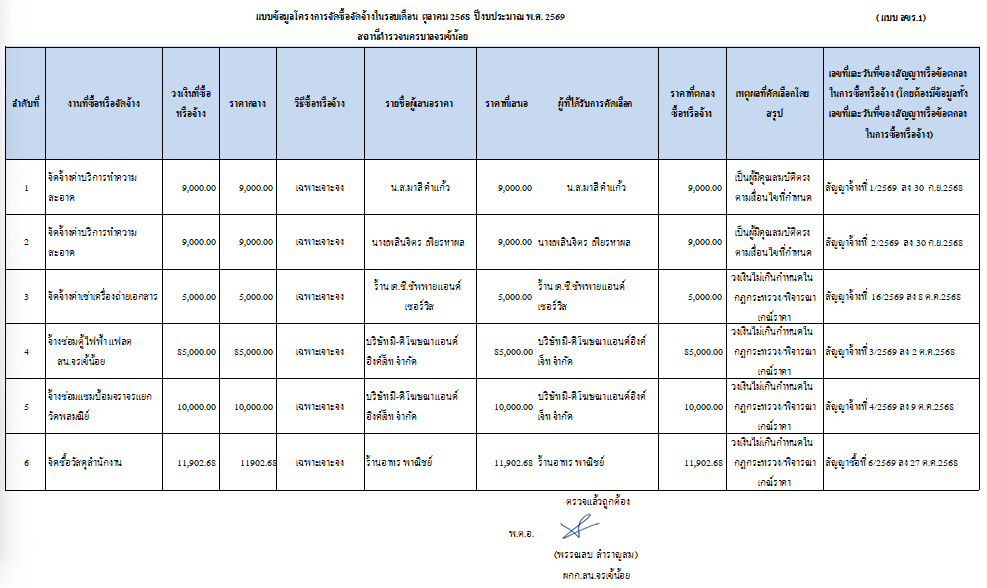 แบบข้อมูลโครงการจัดซื้อจัดจ้างในรอบเดือน ตุลาคม 2568 ปีงบประมาณ พ.ศ. 2569
(แบบ สขร.1)
สถานีตำรวจนครบาลจรเข้น้อย
ลำดับที่ งานที่ซื้อหรือจัดจ้าง วงเงินที่ซื้อหรือจ้าง ราคากลาง วิธีซื้อหรือจ้าง รายชื่อผู้เสนอราคา ราคาที่เสนอ ผู้ที่ได้รับการคัดเลือก ราคาที่ตกลงซื้อหรือจ้าง เหตุผลที่คัดเลือกโดยสรุป เลขที่และวันที่ของสัญญาหรือข้อตกลงในการซื้อหรือจ้าง (โดยต้องมีข้อมูลทั้งเลขที่และวันที่ของสัญญาหรือข้อตกลงในการซื้อหรือจ้าง)
1 จัดจ้างค่าบริการทำความสะอาด 9,000.00 9,000.00 เฉพาะเจาะจง น.ส.มาลี คำแก้ว 9,000.00 น.ส.มาลี คำแก้ว 9,000.00 เป็นผู้มีคุณสมบัติตรงตามเงื่อนไขที่กำหนด สัญญาจ้างที่ 1/2569 ลง 30 ก.ย.2568
2 จัดจ้างค่าบริการทำความสะอาด 9,000.00 9,000.00 เฉพาะเจาะจง 9,000.00 9,000.00 เป็นผู้มีคุณสมบัติตรงตามเงื่อนไขที่กำหนด สัญญาจ้างที่ 2/2569 ลง 30 ก.ย.2568
3 จัดจ้างค่าเช่าเครื่องถ่ายเอกสาร 5,000.00 5,000.00 เฉพาะเจาะจง ร้าน เค.ซี.ซัพพายแอนด์เซอร์วิส 5,000.00 ร้าน เค.ซี.ซัพพายแอนด์เซอร์วิส 5,000.00 วงเงินไม่เกินกำหนดในกฎกระทรวง/พิจารณาเกณ์ราคา สัญญาจ้างที่ 16/2569 ลง 8 ต.ค.2568
4 จ้างซ่อมตู้ไฟฟ้า แฟลต สน.จรเข้น้อย 85,000.00 85,000.00 เฉพาะเจาะจง บริษัทมี-ดี โฆษณาแอนด์อิงค์เจ็ท จำกัด 85,000.00 บริษัทมี-ดี โฆษณาแอนด์อิงค์เจ็ท จำกัด 85,000.00 วงเงินไม่เกินกำหนดในกฎกระทรวง/พิจารณาเกณ์ราคา สัญญาจ้างที่ 3/2569 ลง 2 ต.ค.2568
5 จ้างซ่อมแซมป้อมจราจรแยกวัดพลมณีย์ 10,000.00 10,000.00 เฉพาะเจาะจง บริษัทมี-ดี โฆษณาแอนด์อิงค์เจ็ท จำกัด 10,000.00 บริษัทมี-ดี โฆษณาแอนด์อิงค์เจ็ท จำกัด 10,000.00 วงเงินไม่เกินกำหนดในกฎกระทรวง/พิจารณาเกณ์ราคา สัญญาจ้างที่ 4/2569 ลง 9 ต.ค.2568
6 จัดซื้อวัสดุสำนักงาน 11,902.68 11902.68 เฉพาะเจาะจง ร้านอาทร พาณิชย์ 11,902.68 ร้านอาทร พาณิชย์ 11,902.68 วงเงินไม่เกินกำหนดในกฎกระทรวง/พิจารณาเกณ์ราคา สัญญาซื้อที่ 6/2569 ลง 27 ต.ค.2568
ตรวจแล้วถูกต้อง
พ.ต.อ.
(พรรณลบ สำราญสม)
ผกก.สน.จรเข้น้อย